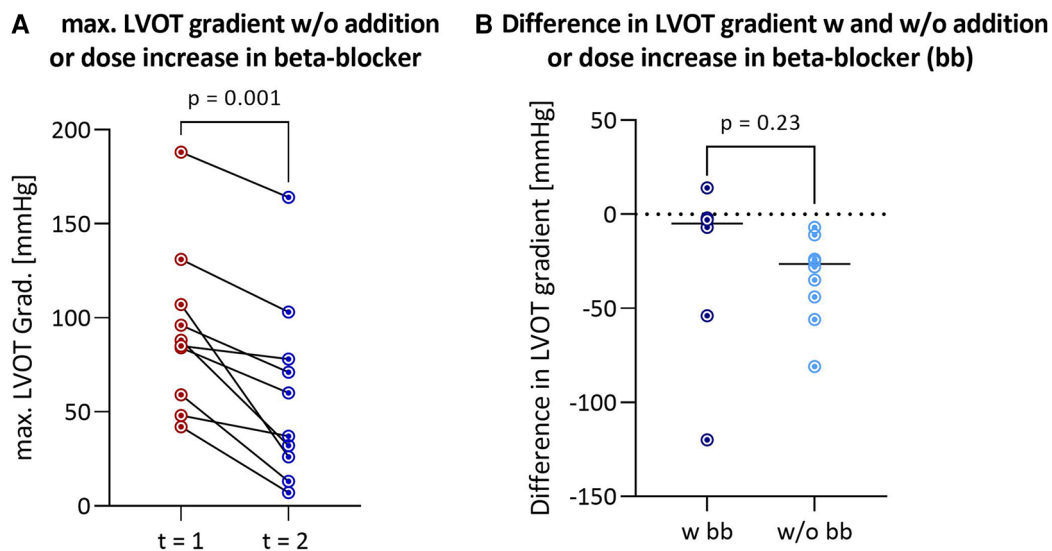 A max. LVOT gradient w/o addition
or dose increase in beta-blocker
p = 0.001
max. LVOT Grad. [mmHg]
200
150
100
50
0
t = 1 t = 2
B Difference in LVOT gradient w and w/o addition
or dose increase in beta-blocker (bb)
p = 0.23
Difference in LVOT gradient [mmHg]
50
0
-50
-100
-150
w bb w/o bb